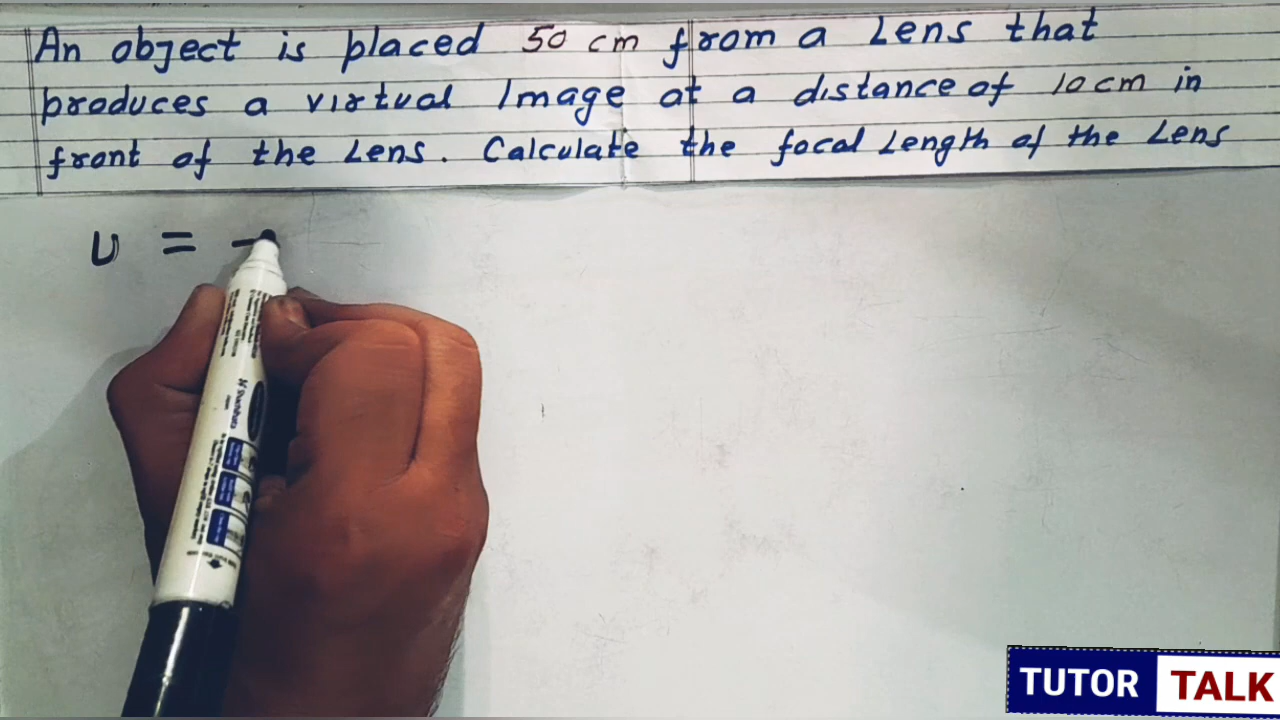 An object is placed 50 cm from a Lens that
produces a virtual Image at a distance of 10 cm in
front of the Lens. Calculate the focal Length of the Lens
u = -
TUTOR TALK